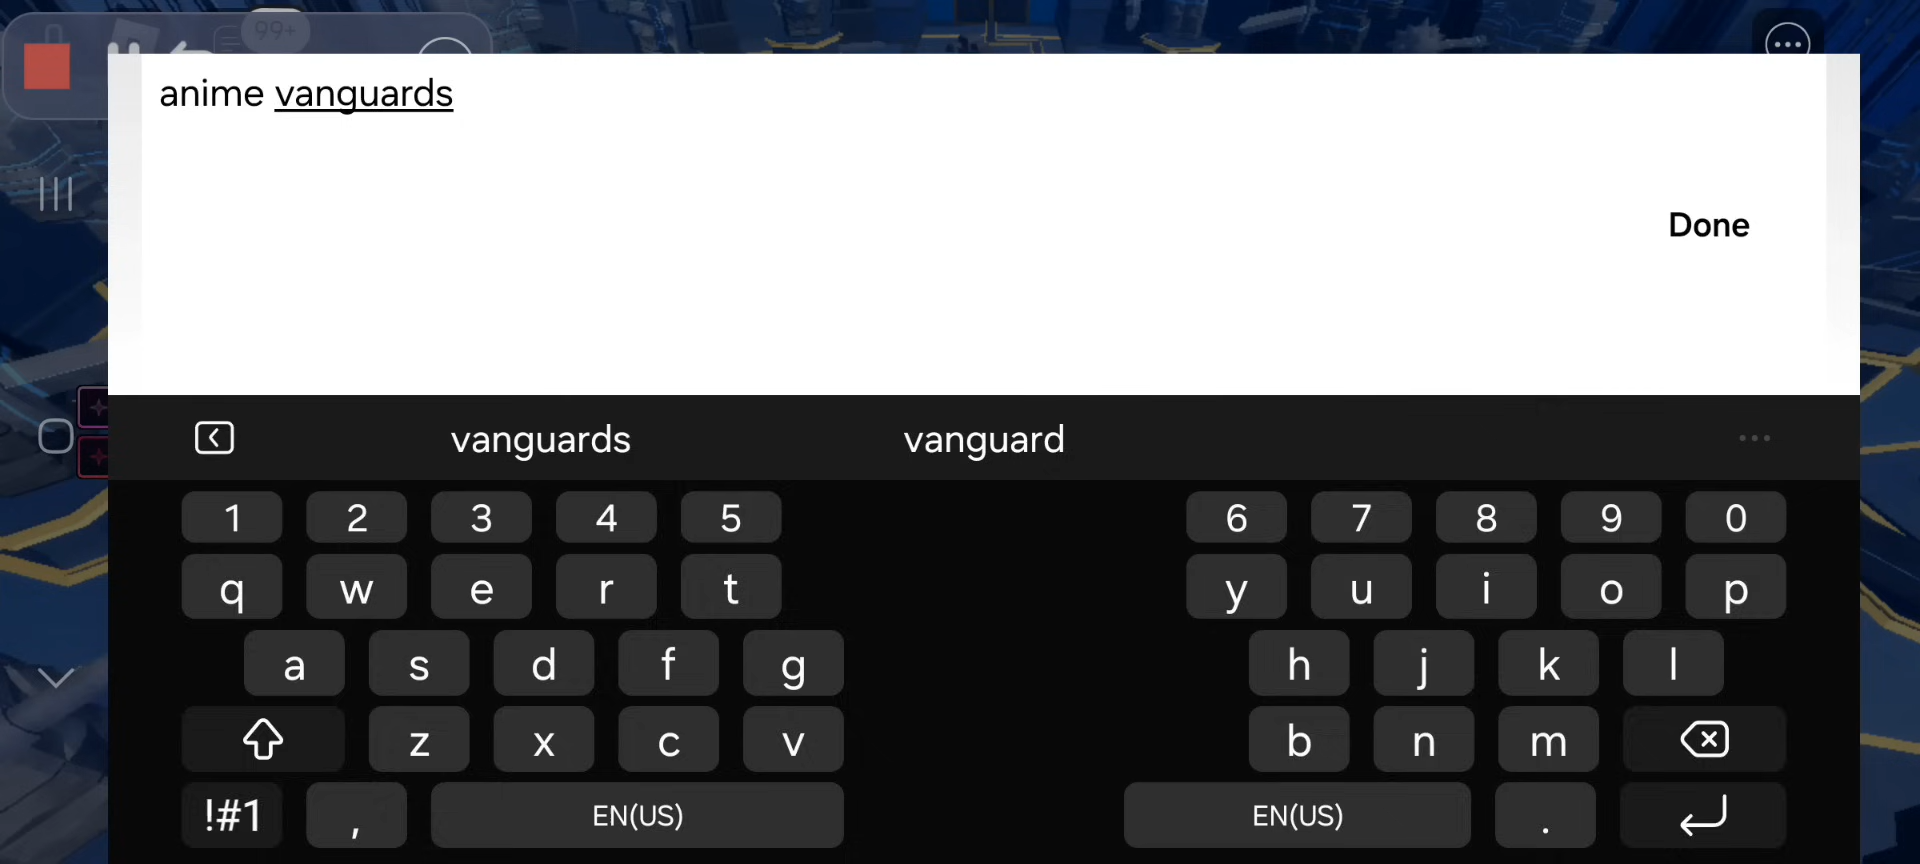 99+
anime vanguards
Done
vanguards vanguard
1 2 3 4 5 6 7 8 9 0
q w e r t y u i o p
a s d f g h j k l
z x c v b n m
!#1 , EN(US) EN(US) .